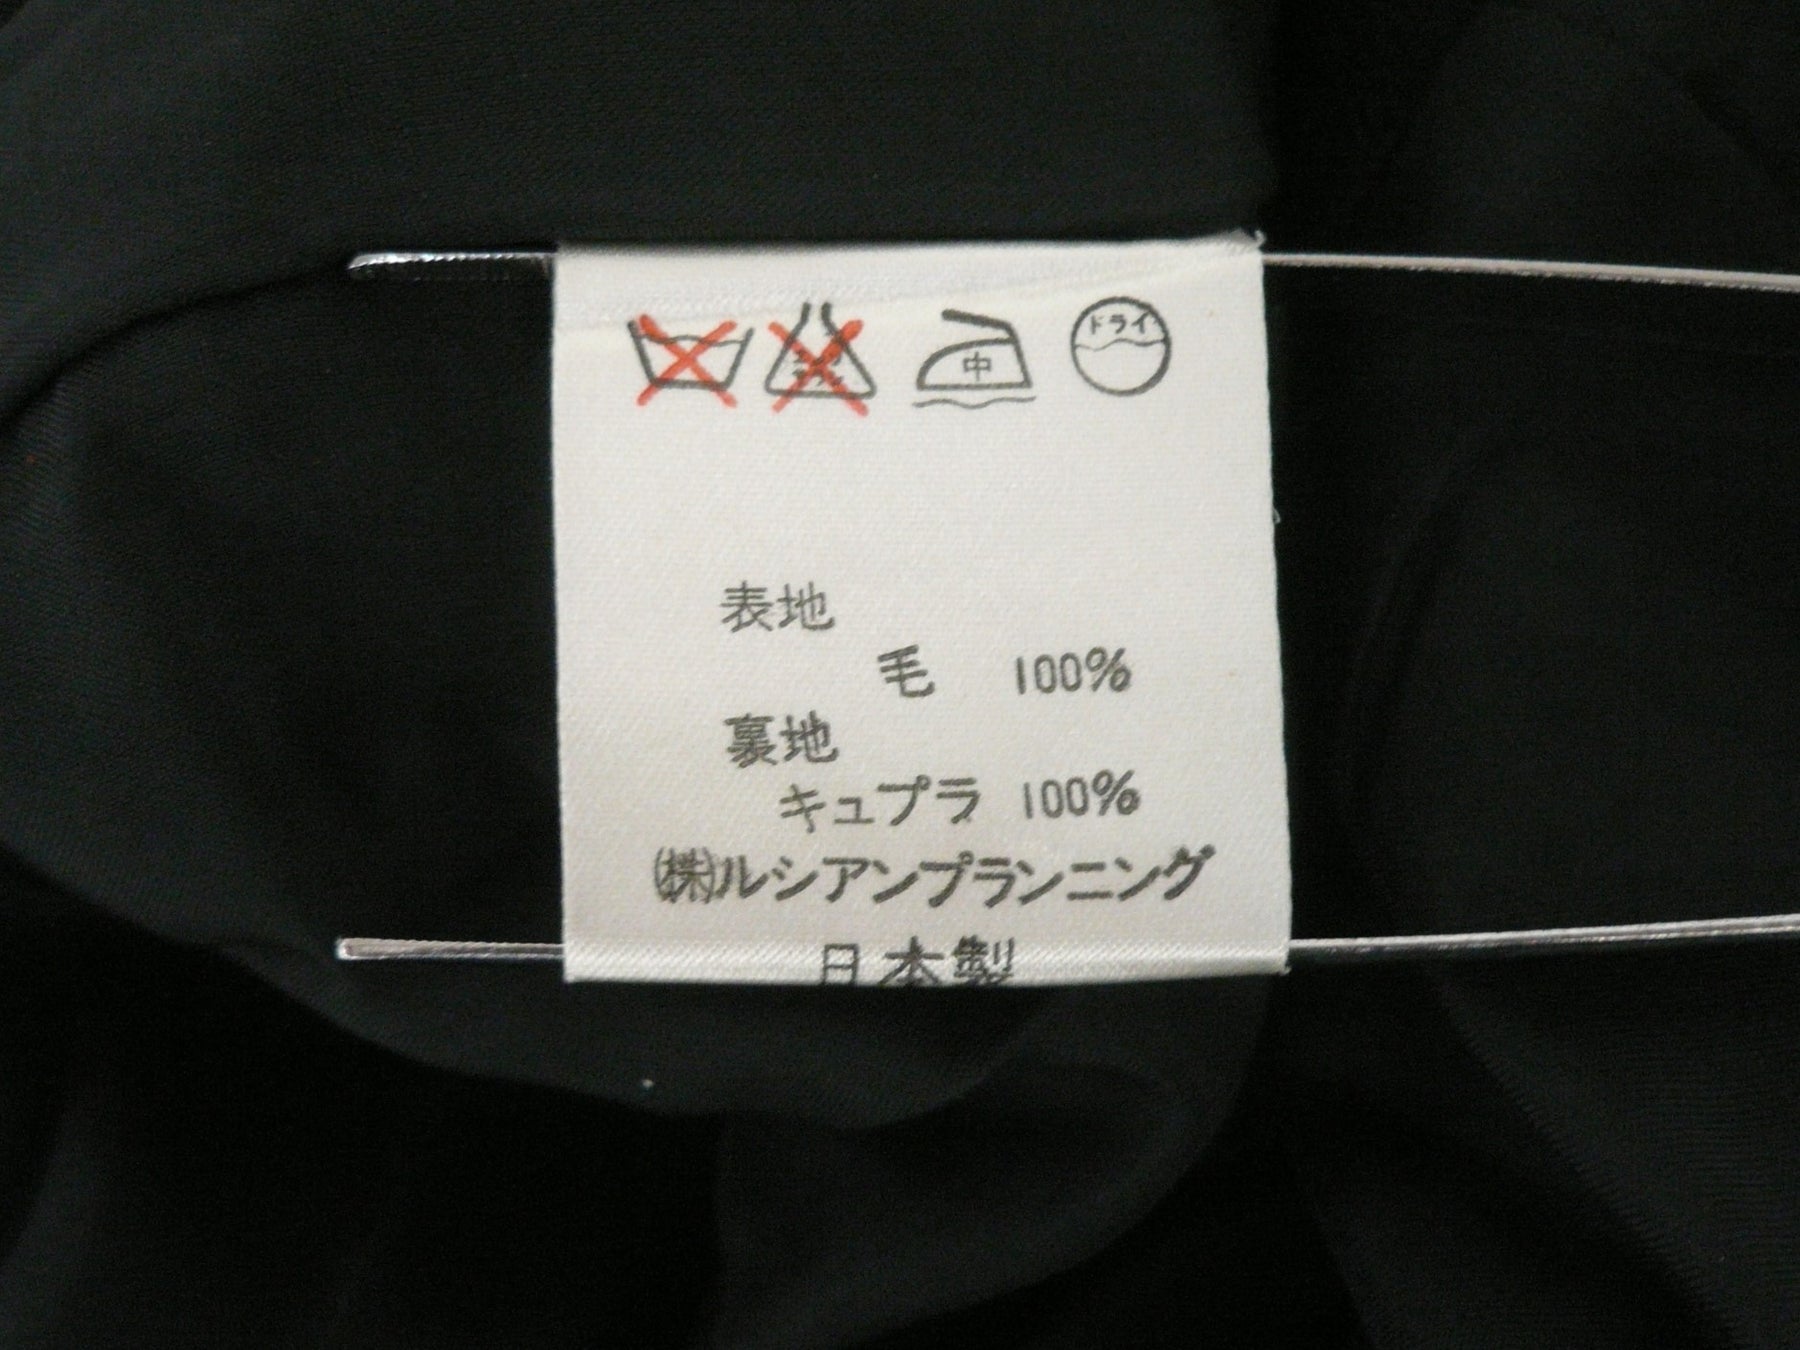 中 ドライ
表地
毛 100%
裏地
キュプラ 100%
㈱ルシアンプランニング
日本製